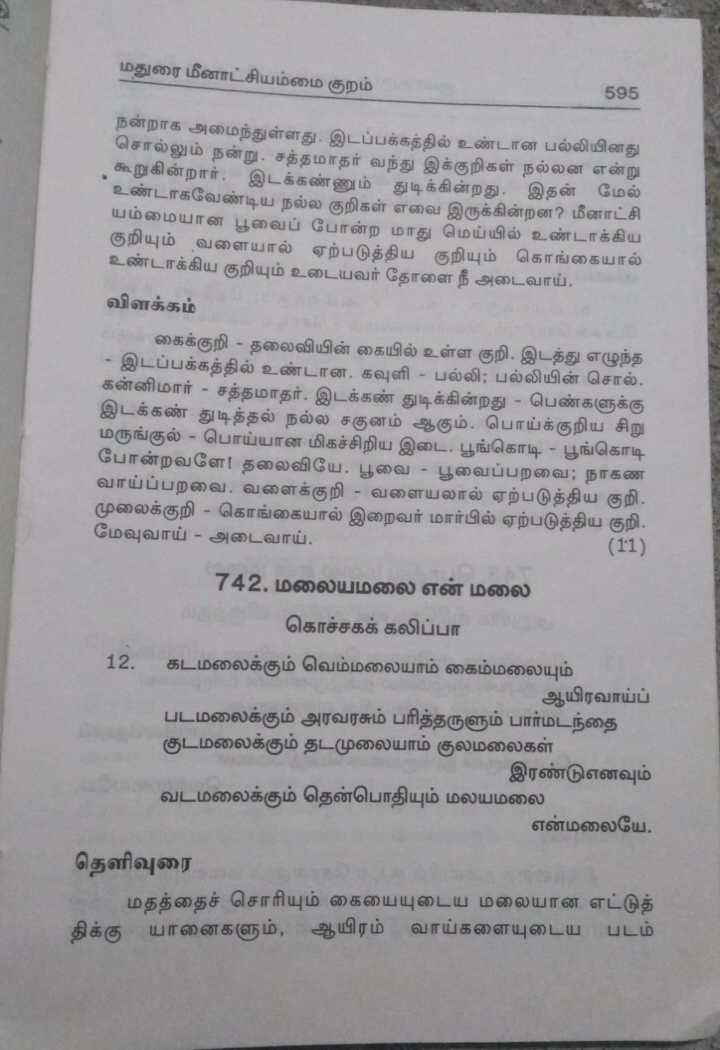 மதுரை மீனாட்சியம்மை குறம்
595
நன்றாக அமைந்துள்ளது. இடப்பக்கத்தில் உண்டான பல்லியினது
சொல்லும் நன்று. சத்தமாதர் வந்து இக்குறிகள் நல்லன என்று
கூறுகின்றார். இடக்கண்ணும் துடிக்கின்றது. இதன் மேல்
உண்டாகவேண்டிய நல்ல குறிகள் எவை இருக்கின்றன? மீனாட்சி
யம்மையான பூவைப் போன்ற மாது மெய்யில் உண்டாக்கிய
குறியும் வளையால் ஏற்படுத்திய குறியும் கொங்கையால்
உண்டாக்கிய குறியும் உடையவர் தோளை நீ அடைவாய்.
விளக்கம்
கைக்குறி - தலைவியின் கையில் உள்ள குறி. இடத்து எழுந்த
- இடப்பக்கத்தில் உண்டான. கவுளி - பல்லி; பல்லியின் சொல்.
கன்னிமார் - சத்தமாதர். இடக்கண் துடிக்கின்றது - பெண்களுக்கு
இடக்கண் துடித்தல் நல்ல சகுனம் ஆகும். பொய்க்குறிய சிறு
மருங்குல் - பொய்யான மிகச்சிறிய இடை. பூங்கொடி - பூங்கொடி
போன்றவளே! தலைவியே. பூவை - பூவைப்பறவை; நாகண
வாய்ப்பறவை. வளைக்குறி - வளையலால் ஏற்படுத்திய குறி.
முலைக்குறி - கொங்கையால் இறைவர் மார்பில் ஏற்படுத்திய குறி.
மேவுவாய் - அடைவாய். (11)
742. மலையமலை என் மலை
கொச்சகக் கலிப்பா
12. கடமலைக்கும் வெம்மலையாம் கைம்மலையும்
ஆயிரவாய்ப்
படமலைக்கும் அரவரசும் பரித்தருளும் பார்மடந்தை
குடமலைக்கும் தடமுலையாம் குலமலைகள்
இரண்டுஎனவும்
வடமலைக்கும் தென்பொதியும் மலயமலை
என்மலையே.
தெளிவுரை
மதத்தைச் சொரியும் கையையுடைய மலையான எட்டுத்
திக்கு யானைகளும், ஆயிரம் வாய்களையுடைய படம்